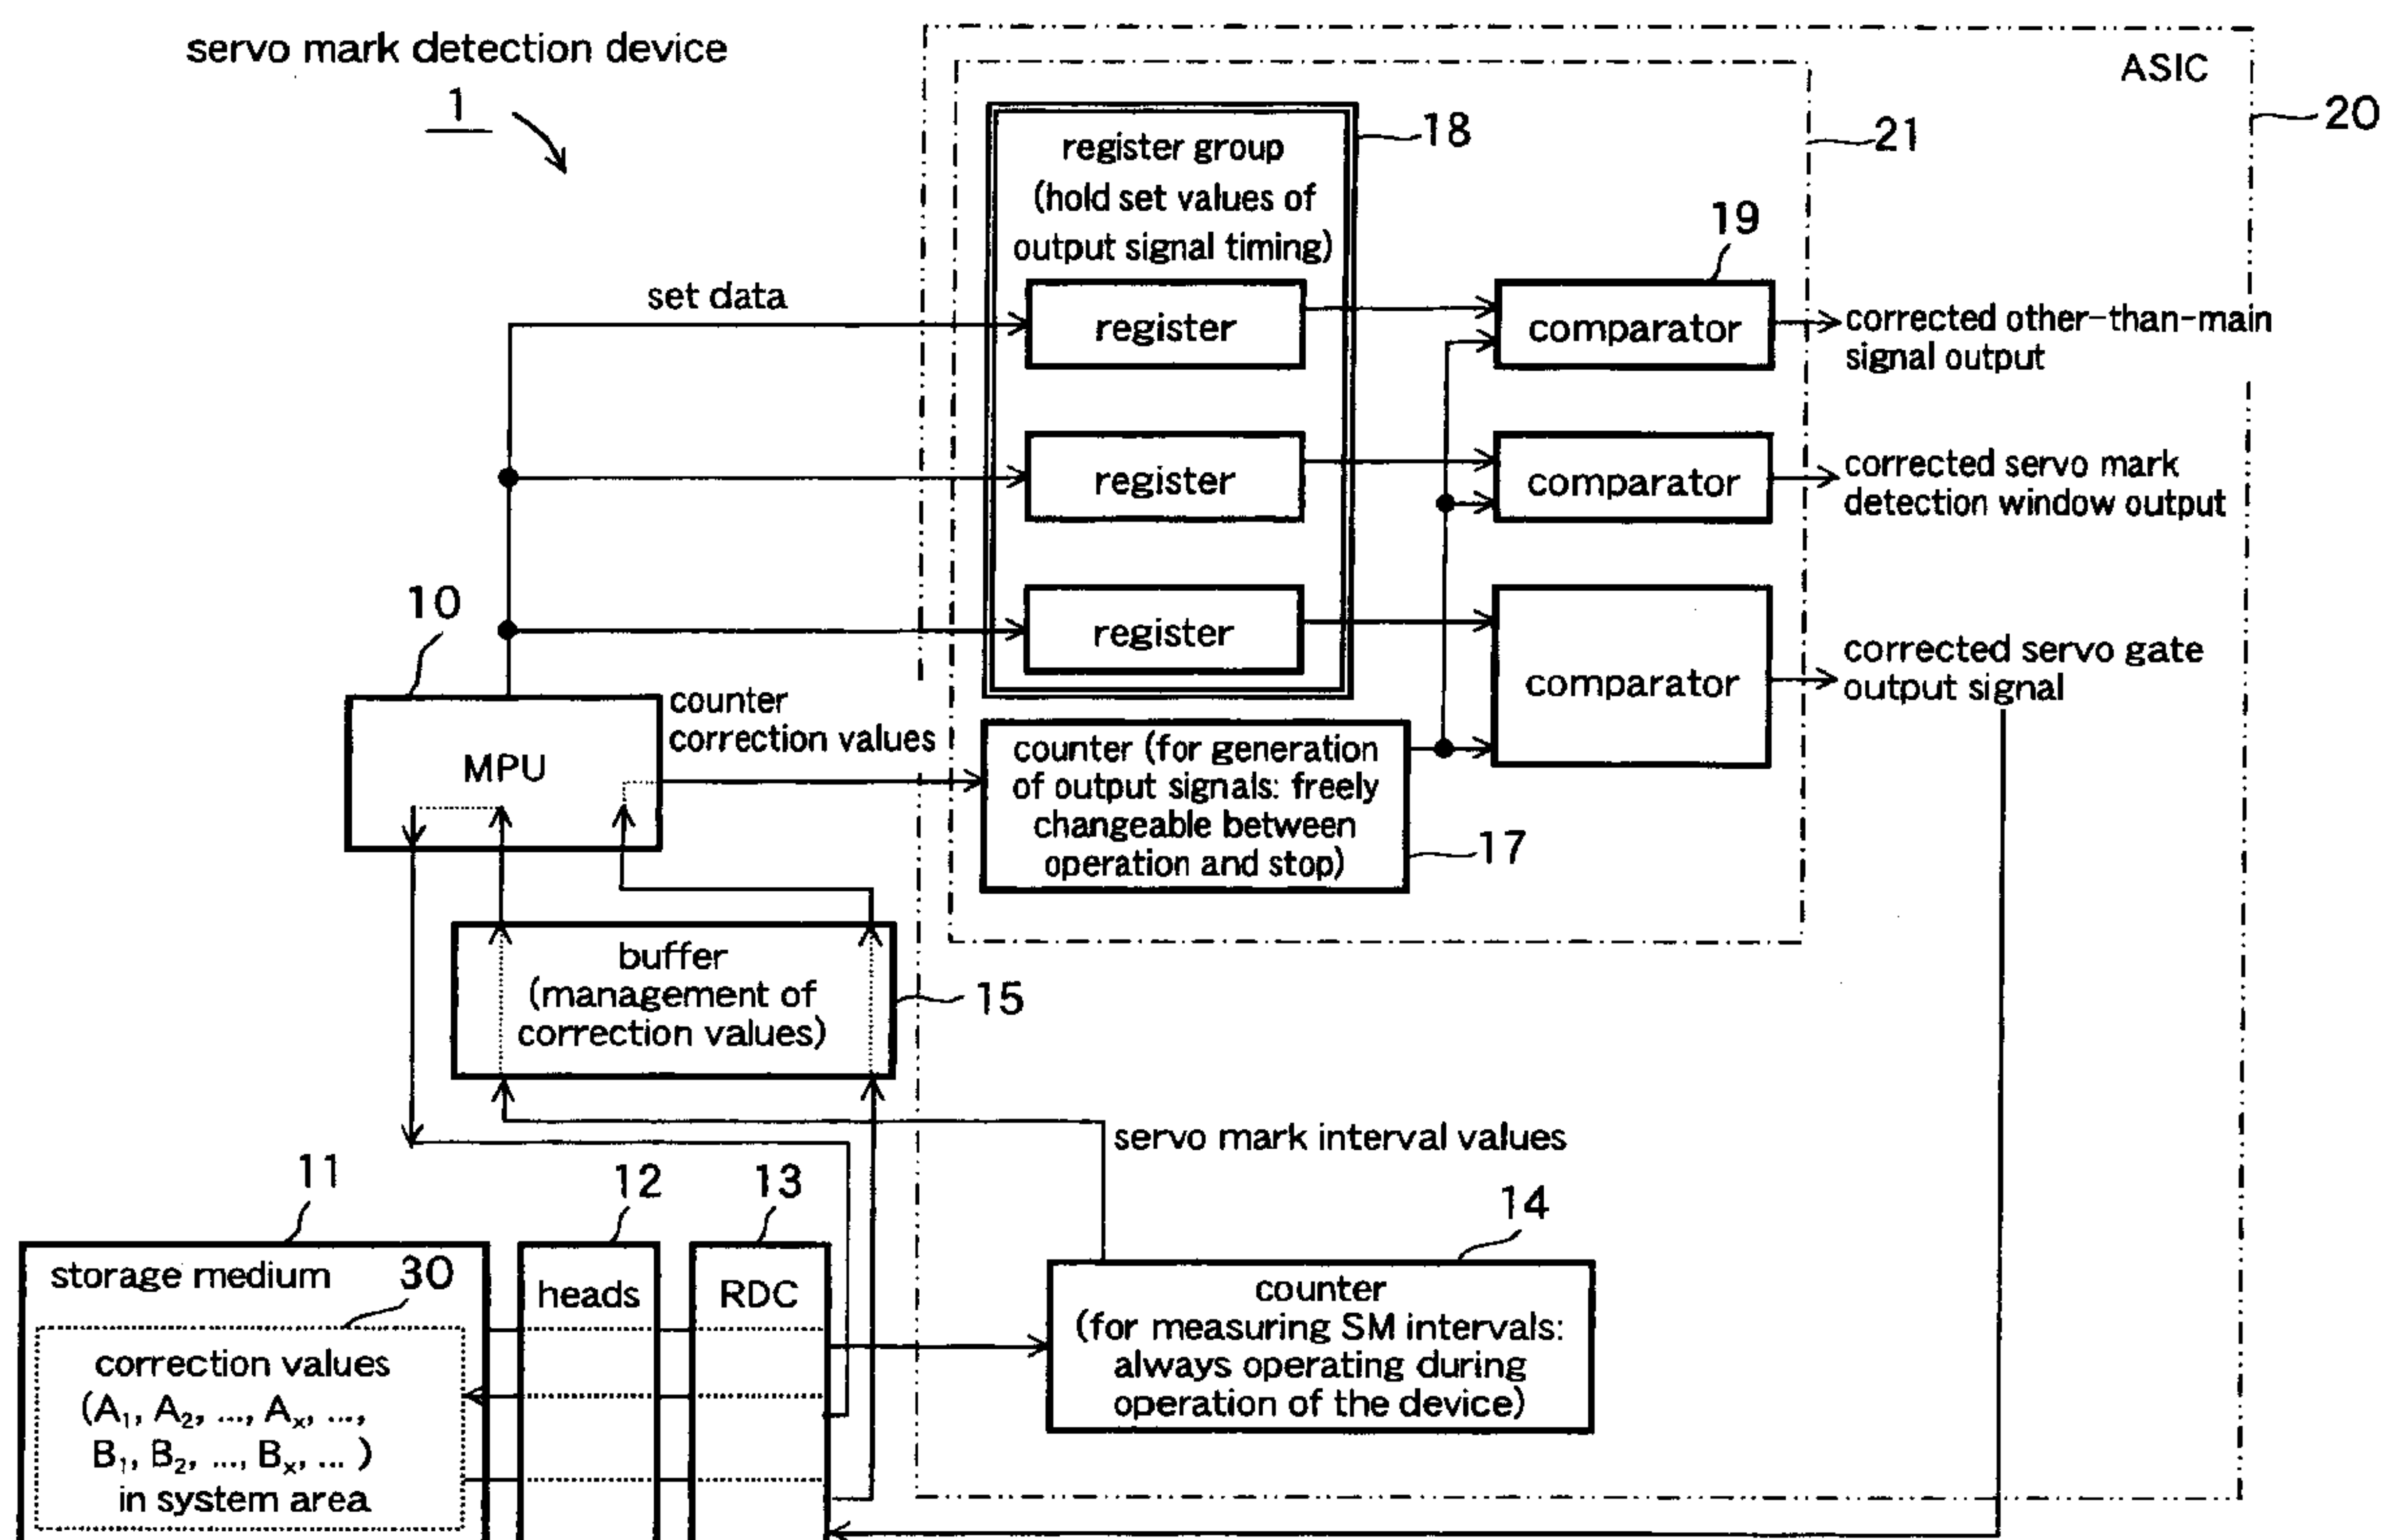 servo mark detection device
1
ASIC
20
21
18
register group
(hold set values of
output signal timing)
19
set data
register
comparator
corrected other-than-main
signal output
register
comparator
corrected servo mark
detection window output
10
register
comparator
corrected servo gate
output signal
MPU
counter
correction values
counter (for generation
of output signals: freely
changeable between
operation and stop)
17
buffer
(management of
correction values)
15
servo mark interval values
11
12
13
14
storage medium
30
heads
RDC
counter
(for measuring SM intervals:
always operating during
operation of the device)
correction values
(A₁, A₂, ..., Aₓ, ...,
B₁, B₂, ..., Bₓ, ... )
in system area